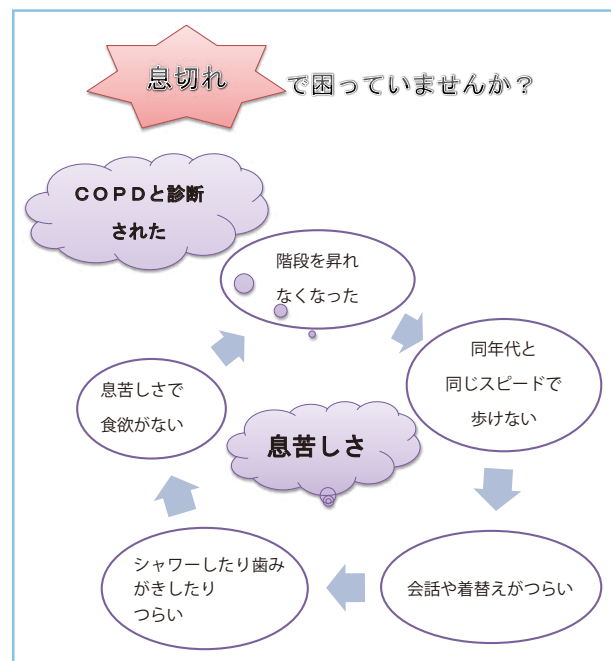 息切れ で困っていませんか？
ＣＯＰＤと診断
された
階段を昇れ
なくなった
同年代と
同じスピードで
歩けない
息苦しさで
食欲がない
息苦しさ
シャワーしたり歯み
がきしたり
つらい
会話や着替えがつらい